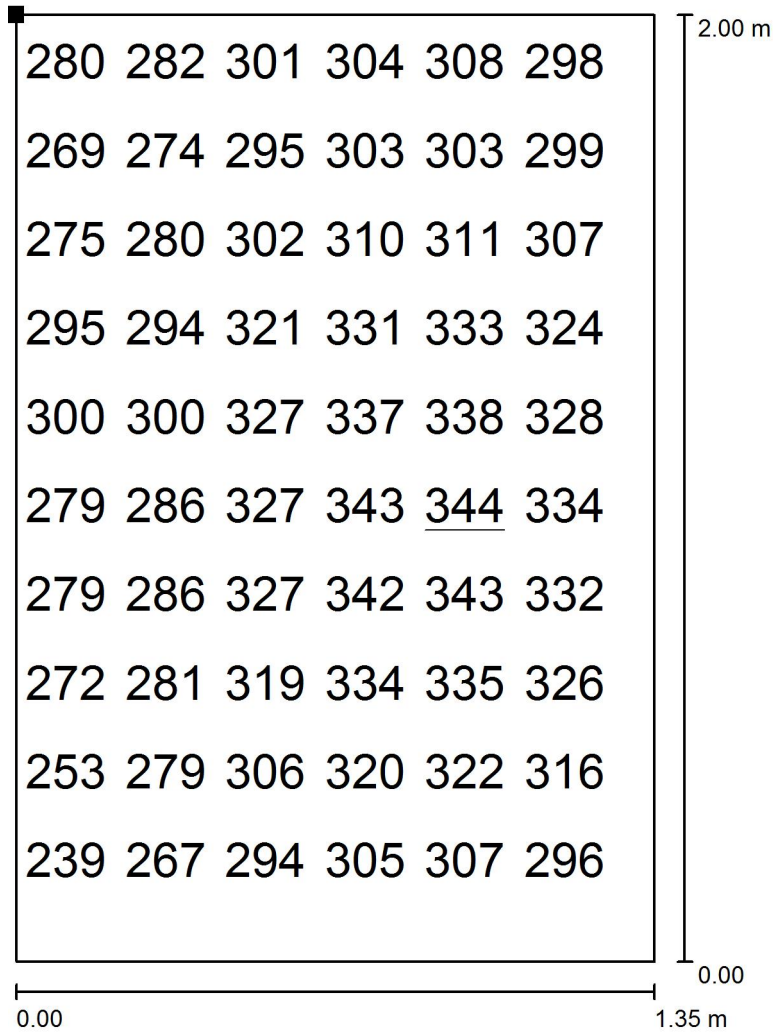 2.00 m
280 282 301 304 308 298
269 274 295 303 303 299
275 280 302 310 311 307
295 294 321 331 333 324
300 300 327 337 338 328
279 286 327 343 344 334
279 286 327 342 343 332
272 281 319 334 335 326
253 279 306 320 322 316
239 267 294 305 307 296
0.00
0.00 1.35 m